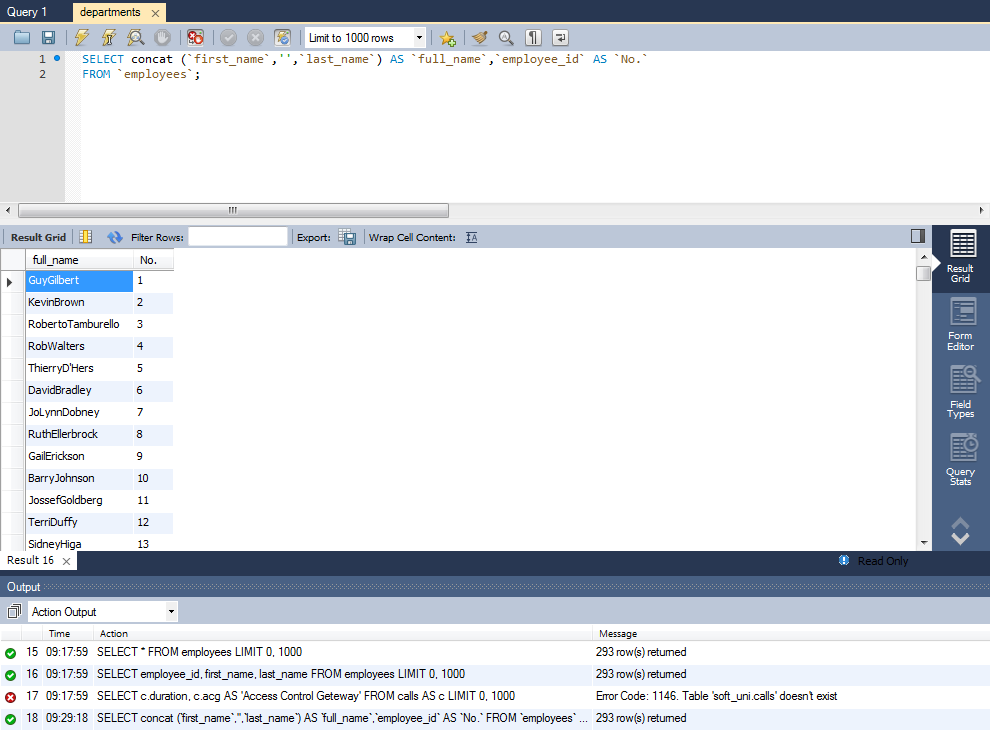 Query 1
departments
Limit to 1000 rows
1 SELECT concat (`first_name`,'',`last_name`) AS `full_name`,`employee_id` AS `No.`
2 FROM `employees`;
Result Grid Filter Rows: Export: Wrap Cell Content:
full_name No.
GuyGilbert 1
KevinBrown 2
RobertoTamburello 3
RobWalters 4
ThierryD'Hers 5
DavidBradley 6
JoLynnDobney 7
RuthEllerbrock 8
GailErickson 9
BarryJohnson 10
JossefGoldberg 11
TerriDuffy 12
SidneyHiga 13
Result
Grid
Form
Editor
Field
Types
Query
Stats
Result 16
Read Only
Output
Action Output
Time Action Message
15 09:17:59 SELECT * FROM employees LIMIT 0, 1000 293 row(s) returned
16 09:17:59 SELECT employee_id, first_name, last_name FROM employees LIMIT 0, 1000 293 row(s) returned
17 09:17:59 SELECT c.duration, c.acg AS 'Access Control Geteway' FROM calls AS c LIMIT 0, 1000 Error Code: 1146. Table 'soft_uni.calls' doesn't exist
18 09:29:18 SELECT concat (`first_name`,'',`last_name`) AS `full_name`,`employee_id` AS `No.` FROM `employees` ... 293 row(s) returned